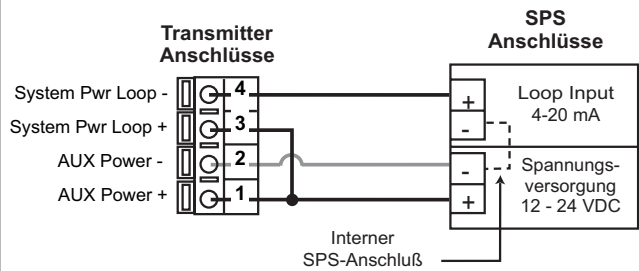 Transmitter
Anschlüsse
SPS
Anschlüsse
System Pwr Loop -
4
+
Loop Input
4-20 mA
System Pwr Loop +
3
-
AUX Power -
2
-
Spannungs-
versorgung
12 - 24 VDC
AUX Power +
1
+
Interner
SPS-Anschluß